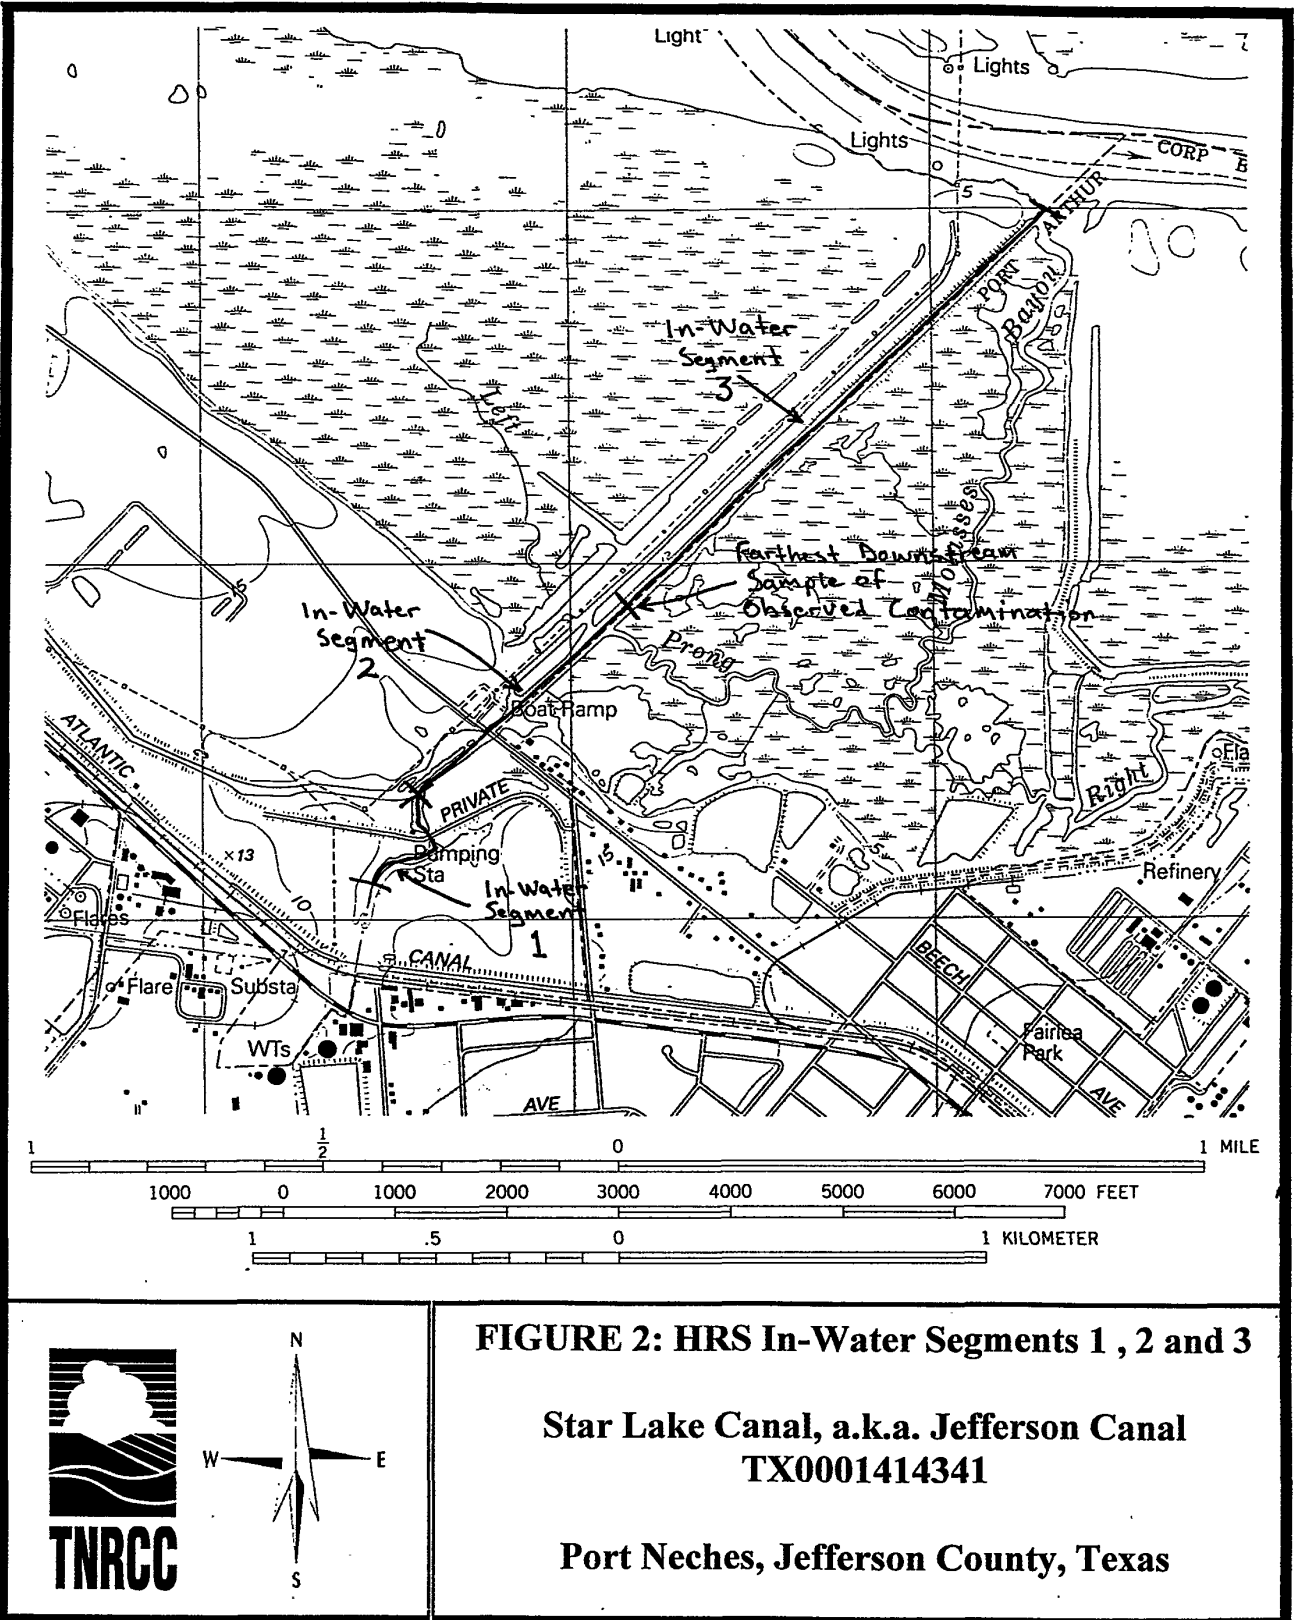 Light
Lights
Lights
CORP B
5
PORT ARTHUR
In-Water
Segment
3
Left
Bayou
Molasses
Farthest Downstream
Sample of
Observed Contamination
5
In-Water
Segment
2
Prong
Boat Ramp
ATLANTIC
PRIVATE
Right
Fla
×13
Pumping
Sta
15
5
Refinery
10
In-Water
Segment
1
Flares
CANAL
BEECH
Flare
Substa
WTs
Fairlea
Park
AVE
AVE
1 1/2 0 1 MILE
1000 0 1000 2000 3000 4000 5000 6000 7000 FEET
1 .5 0 1 KILOMETER
N
W E
S
TNRCC
FIGURE 2: HRS In-Water Segments 1 , 2 and 3
Star Lake Canal, a.k.a. Jefferson Canal
TX0001414341
Port Neches, Jefferson County, Texas